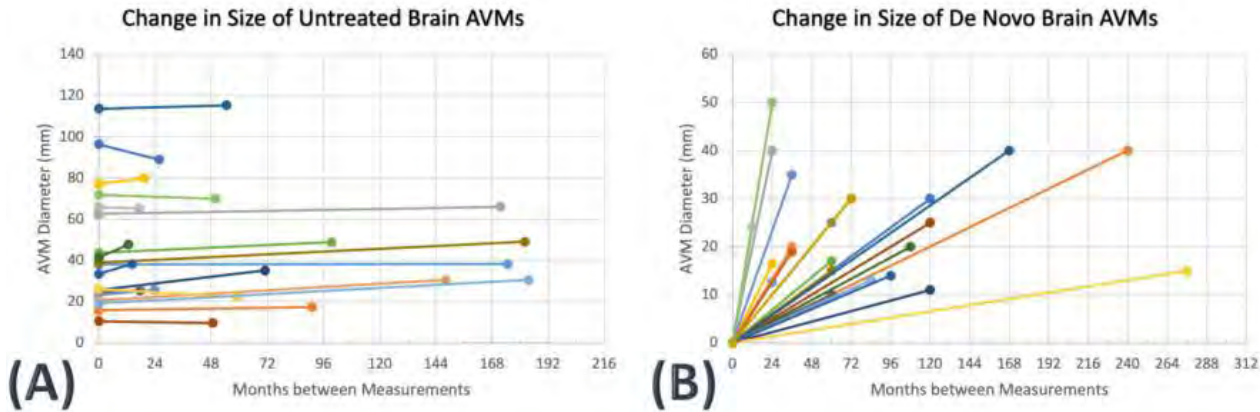 Change in Size of Untreated Brain AVMs
140
120
100
80
60
40
20
0
AVM Diameter (mm)
0 24 48 72 96 120 144 168 192 216
Months between Measurements
(A)
Change in Size of De Novo Brain AVMs
60
50
40
30
20
10
0
AVM Diameter (mm)
0 24 48 72 96 120 144 168 192 216 240 264 288 312
Months between Measurements
(B)